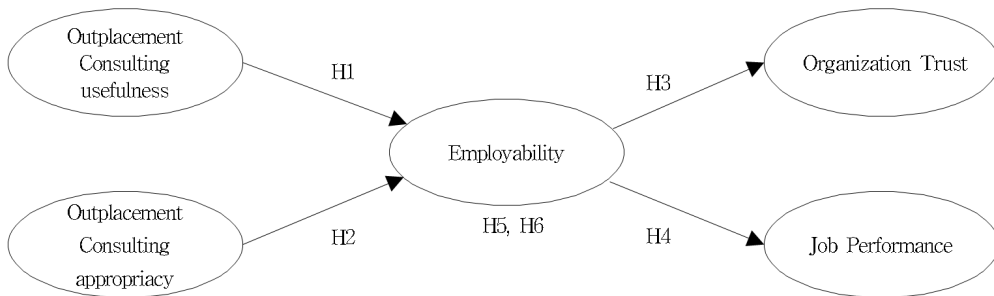 Outplacement
Consulting
usefulness
H1
Outplacement
Consulting
appropriacy
H2
Employability
H5, H6
H3
Organization Trust
H4
Job Performance